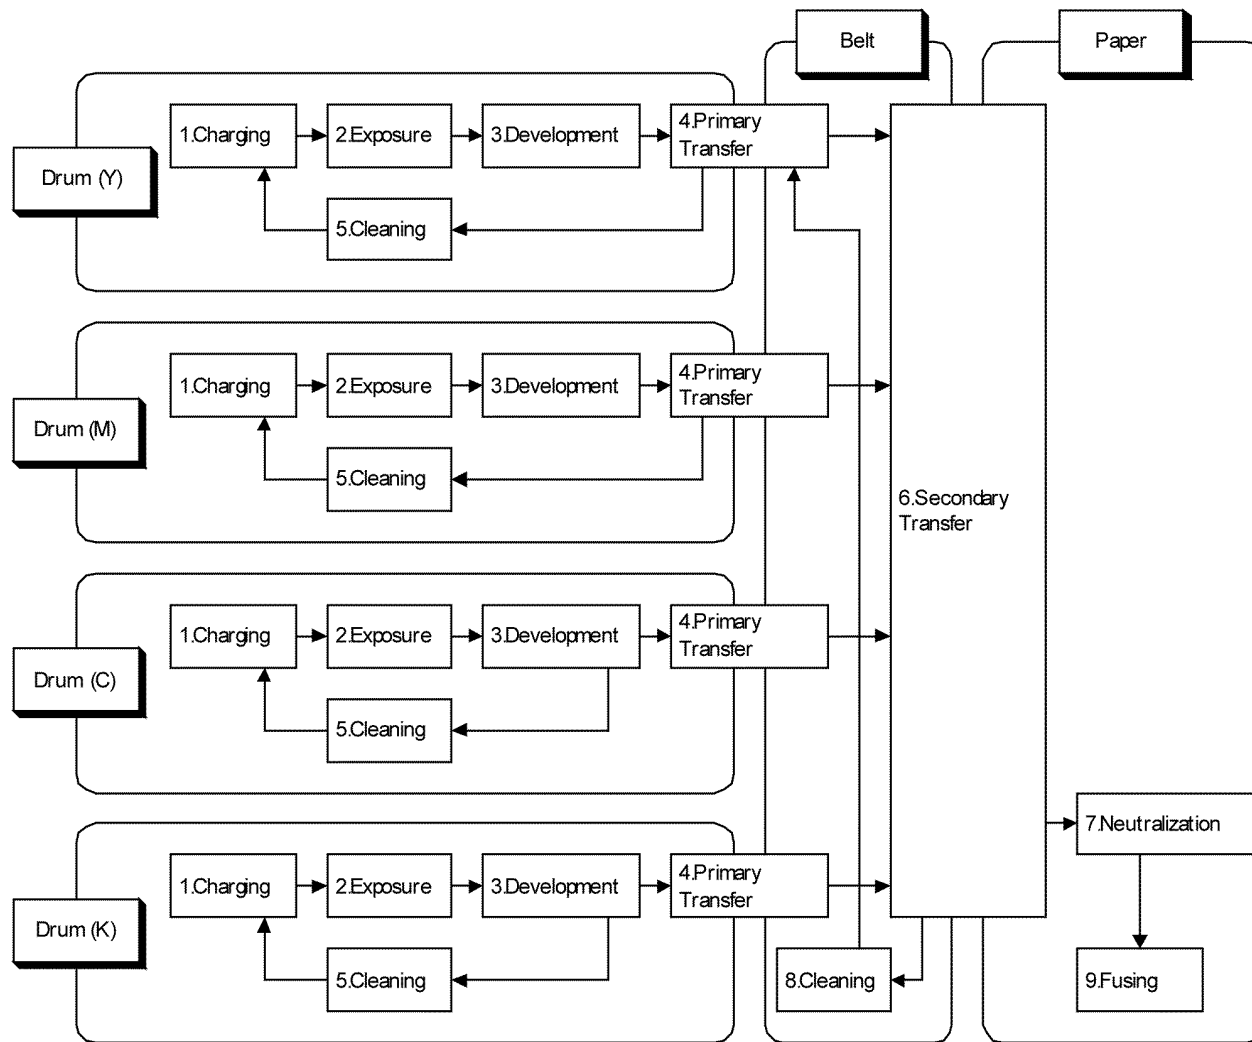 Belt
Paper
Drum (Y)
1.Charging
2.Exposure
3.Development
4.Primary
Transfer
5.Cleaning
Drum (M)
1.Charging
2.Exposure
3.Development
4.Primary
Transfer
5.Cleaning
6.Secondary
Transfer
Drum (C)
1.Charging
2.Exposure
3.Development
4.Primary
Transfer
5.Cleaning
7.Neutralization
Drum (K)
1.Charging
2.Exposure
3.Development
4.Primary
Transfer
5.Cleaning
8.Cleaning
9.Fusing